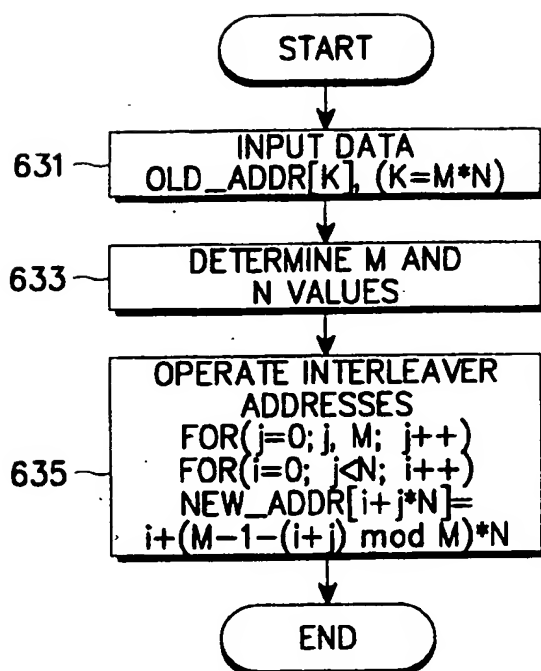 START
631
INPUT DATA
OLD_ADDR[K], (K=M*N)
633
DETERMINE M AND
N VALUES
635
OPERATE INTERLEAVER
ADDRESSES
FOR(j=0; j, M; j++)
FOR(i=0; j<N; i++)
NEW_ADDR[i+j*N]=
i+(M-1-(i+j) mod M)*N
END